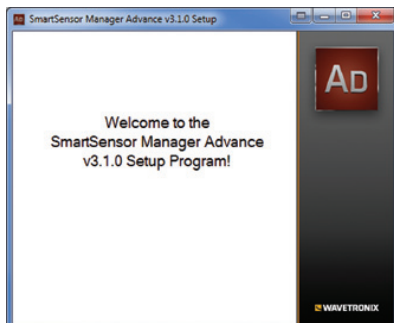 SmartSensor Manager Advance v3.1.0 Setup
AD
Welcome to the
SmartSensor Manager Advance
v3.1.0 Setup Program!
WAVETRONIX